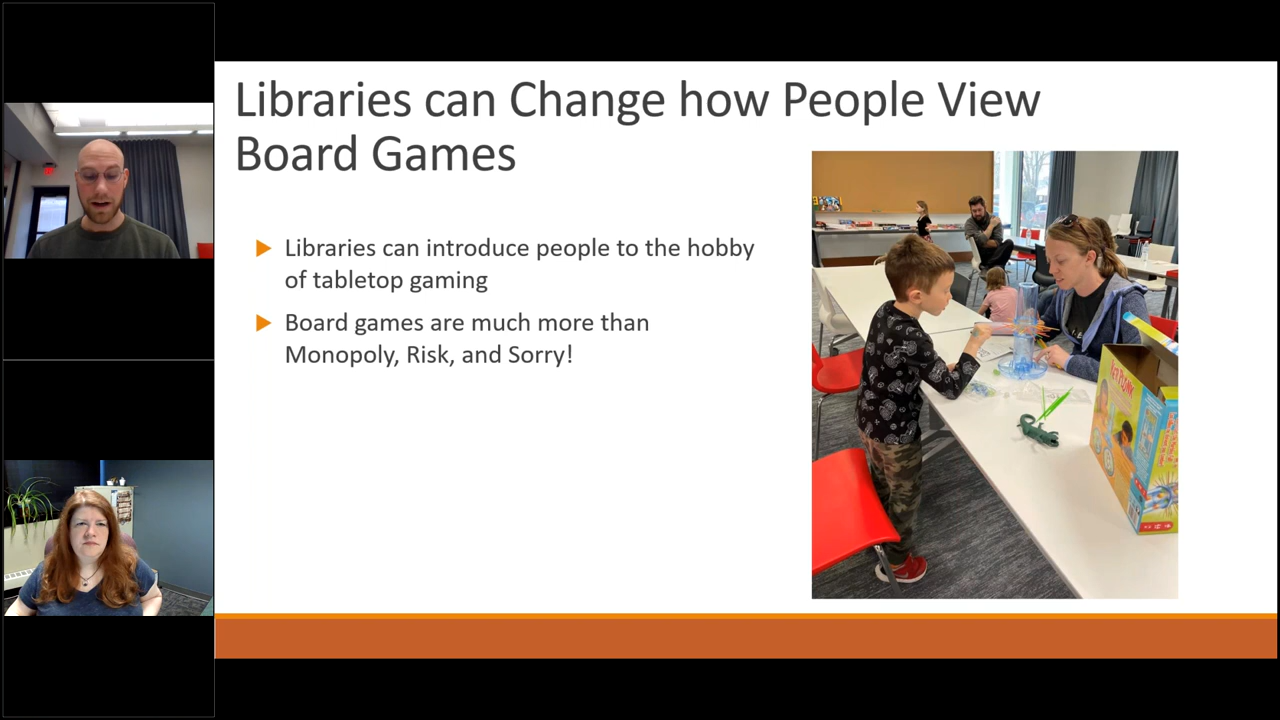 Libraries can Change how People View
Board Games
Libraries can introduce people to the hobby
of tabletop gaming
Board games are much more than
Monopoly, Risk, and Sorry!